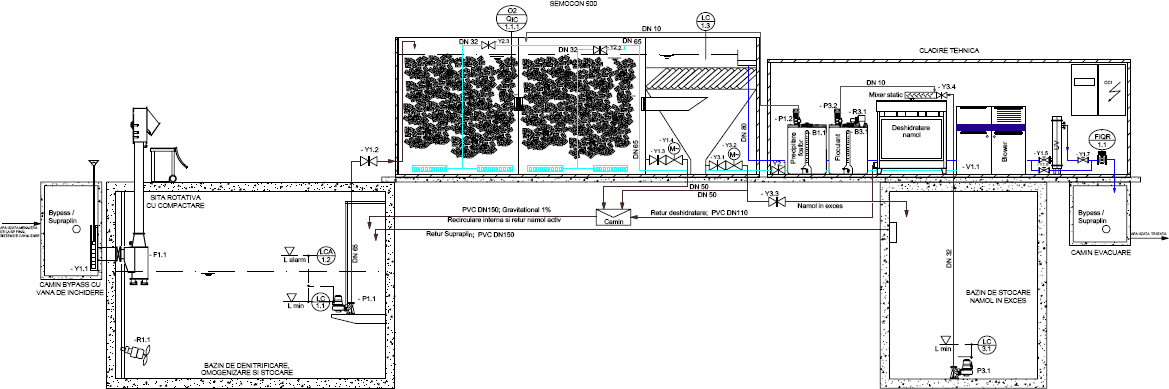 SEMOCON 500
O2
QIC
1.1.1
LC
1.3
DN 10
DN 32
- Y2.3
DN 32
- Y2.2
DN 65
CLADIRE TEHNICA
DN 10
- Y3.4
Mixer static
- P1.2
- P3.2
- R3.1
B1.1
B3.1
Precipitare
fosfor
Floculant
Deshidratare
namol
Blower
- V1.1
UV
CC1
FIQR
1.1
- Y1.5
- Y1.7
- Y1.2
DN 80
DN 65
- Y1.4
- Y1.3
M~
- Y3.2
- Y3.1
M~
DN 50
DN 50
- Y3.3
Namol in exces
SITA ROTATIVA
CU COMPACTARE
Bypass /
Supraplin
- Y1.1
- F1.1
CAMIN BYPASS CU
VANA DE INCHIDERE
PVC DN150; Gravitational 1%
Recirculare interna si retur namol activ
Camin
Retur deshidratare; PVC DN110
Retur Supraplin; PVC DN150
L alarm
LCA
1.2
L min
LC
1.1
- P1.1
DN 65
-R1.1
BAZIN DE DENITRIFICARE,
OMOGENIZARE SI STOCARE
DN 32
BAZIN DE STOCARE
NAMOL IN EXCES
L min
LC
3.1
P3.1
Bypass /
Supraplin
CAMIN EVACUARE
APA UZATA TRATATA